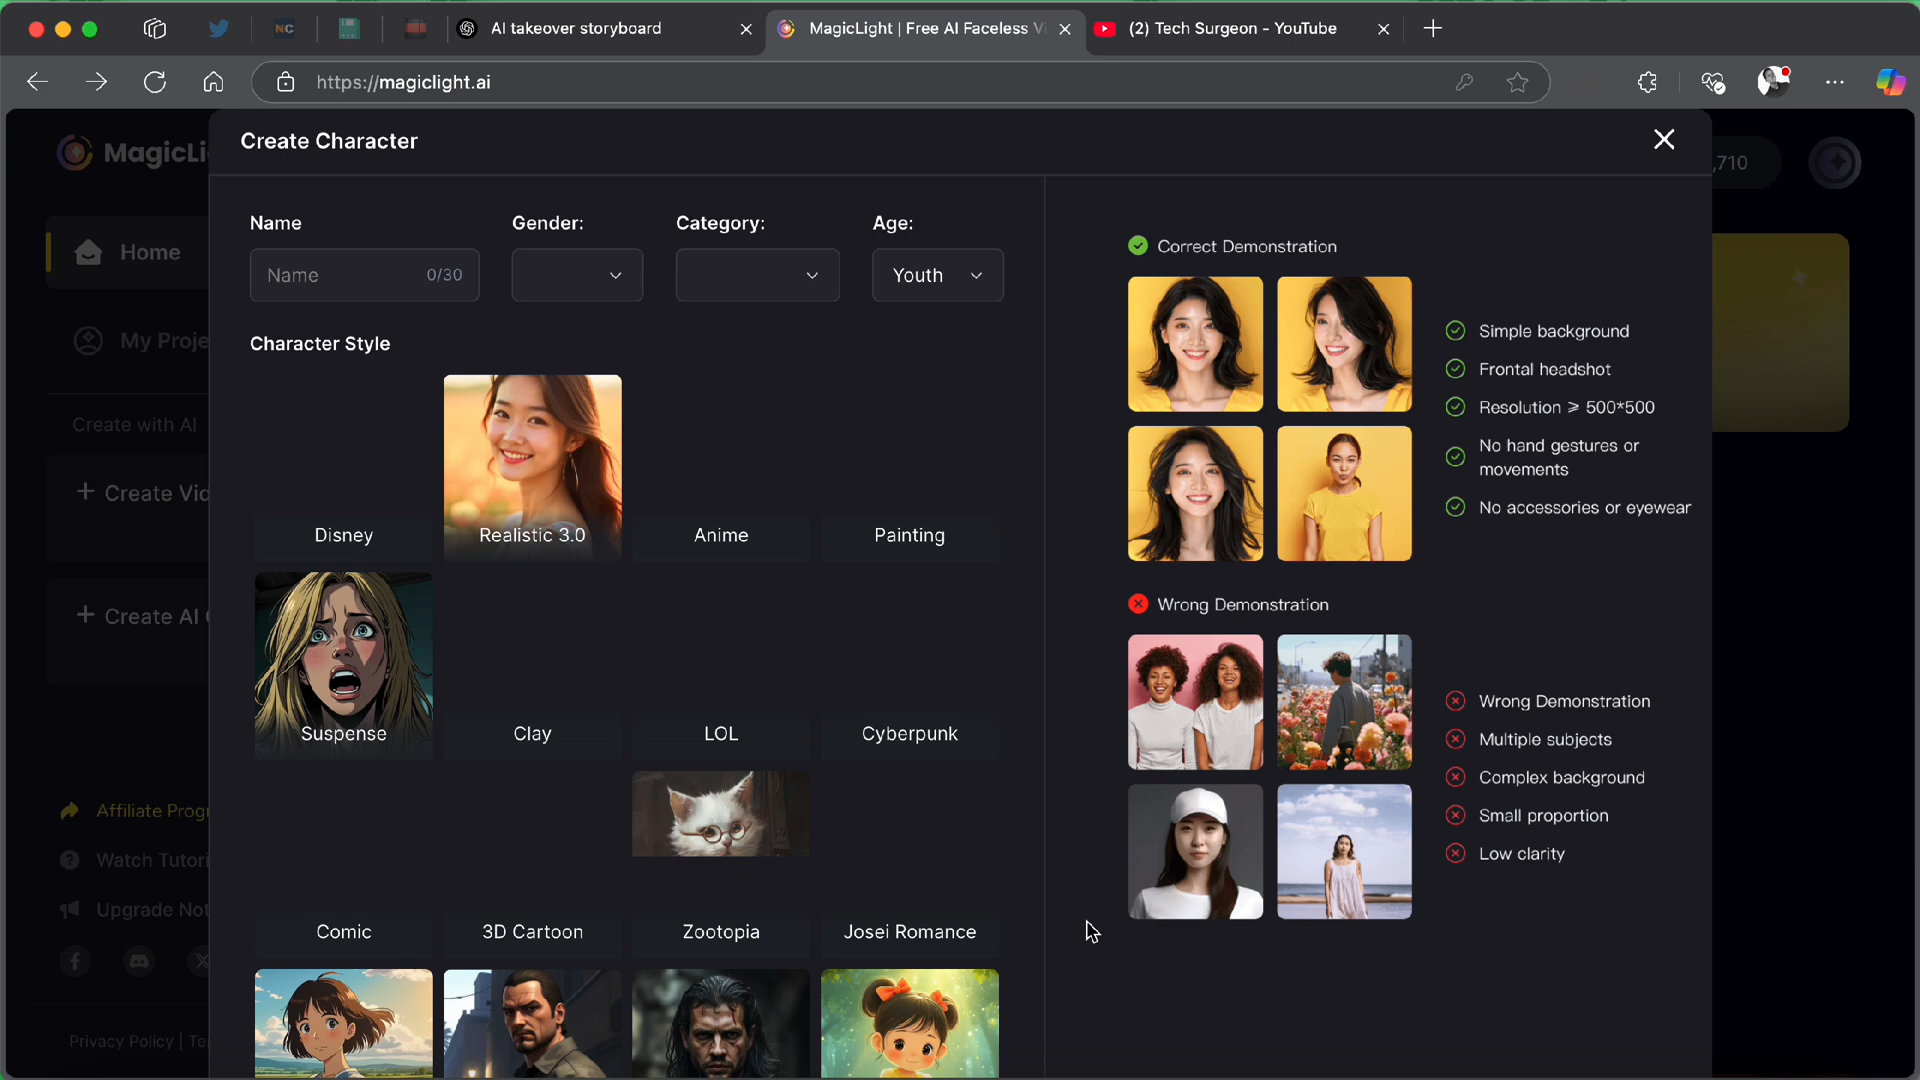 NC
AI takeover storyboard
MagicLight | Free AI Faceless Vi
(2) Tech Surgeon - YouTube
https://magiclight.ai
MagicLi
Create Character
,710
Home
My Proje
Create with AI
+ Create Vid
+ Create AI
Affiliate Progr
Watch Tutori
Upgrade Not
Privacy Policy | Te
Name
Gender:
Category:
Age:
Name
0/30
Youth
Character Style
Disney
Realistic 3.0
Anime
Painting
Suspense
Clay
LOL
Cyberpunk
Comic
3D Cartoon
Zootopia
Josei Romance
Correct Demonstration
Simple background
Frontal headshot
Resolution ≥ 500*500
No hand gestures or
movements
No accessories or eyewear
Wrong Demonstration
Wrong Demonstration
Multiple subjects
Complex background
Small proportion
Low clarity